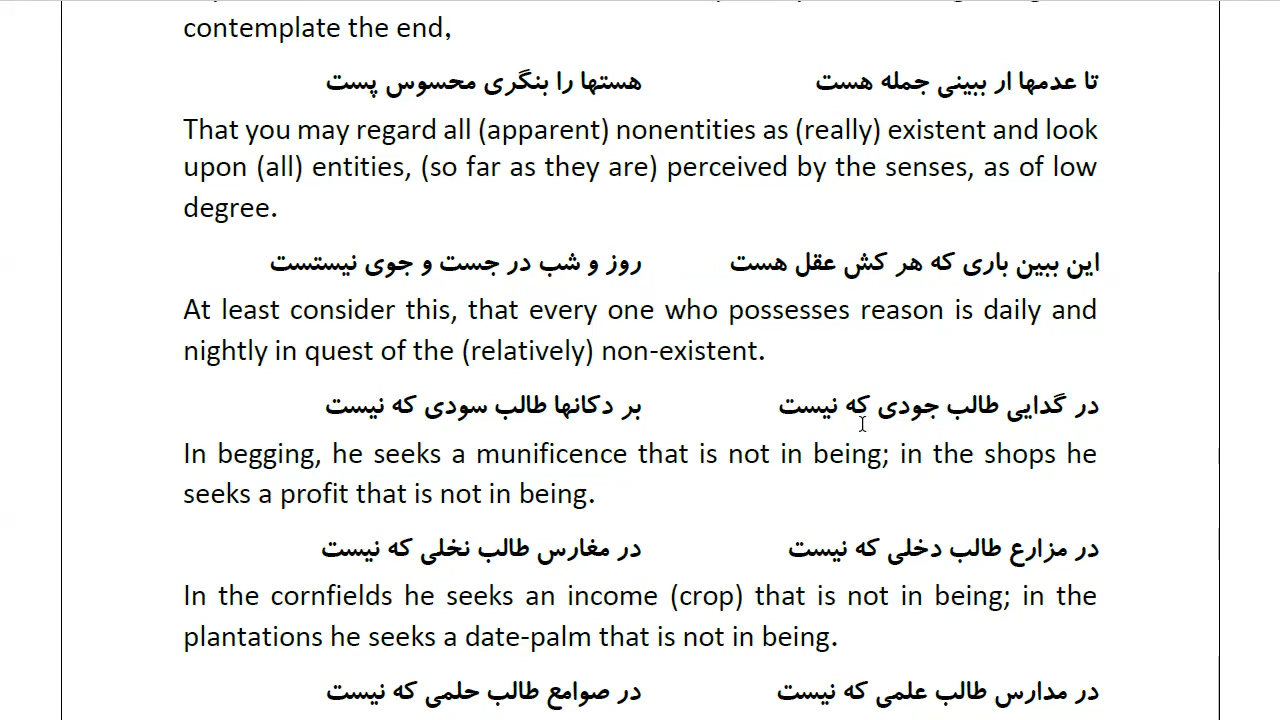 contemplate the end,
تا عدمها ار ببینی جمله هست هستها را بنگری محسوس پست
That you may regard all (apparent) nonentities as (really) existent and look
upon (all) entities, (so far as they are) perceived by the senses, as of low
degree.
این ببین باری که هر کش عقل هست روز و شب در جست و جوی نیستست
At least consider this, that every one who possesses reason is daily and
nightly in quest of the (relatively) non-existent.
در گدایی طالب جودی که نیست بر دکانها طالب سودی که نیست
In begging, he seeks a munificence that is not in being; in the shops he
seeks a profit that is not in being.
در مزارع طالب دخلی که نیست در مغارس طالب نخلی که نیست
In the cornfields he seeks an income (crop) that is not in being; in the
plantations he seeks a date-palm that is not in being.
در مدارس طالب علمی که نیست در صوامع طالب حلمی که نیست